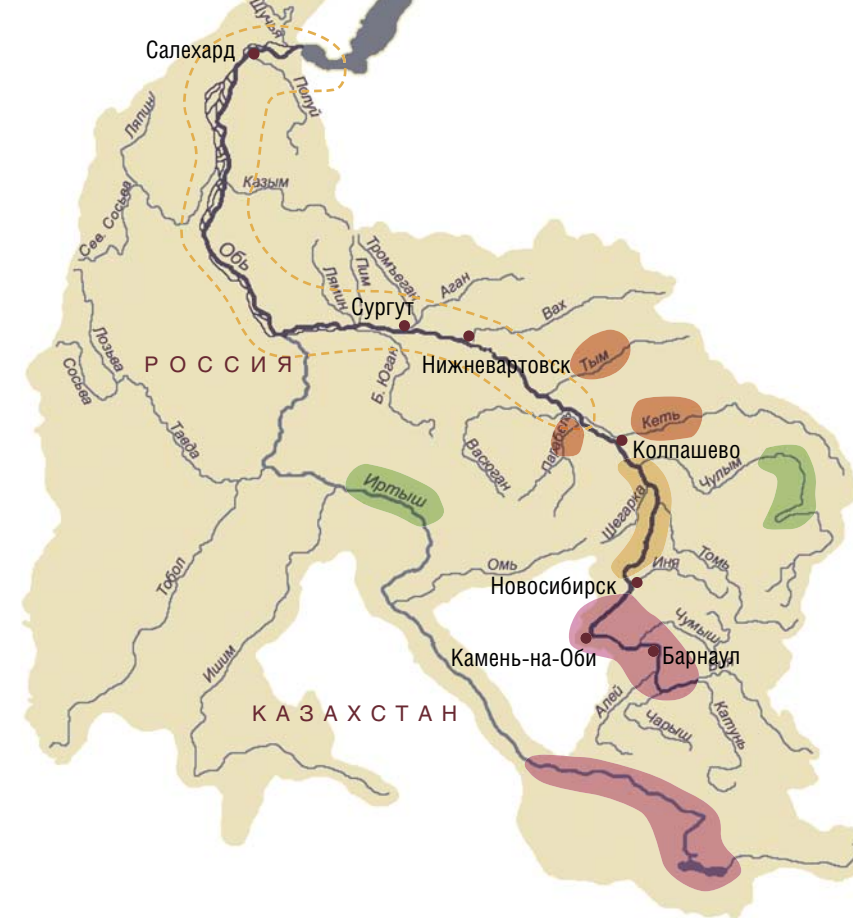 Щучья
Салехард
Полуй
Ляпин
Казым
Сев. Сосьва
Обь
Лямин
Пим
Тромъеган
Аган
Вах
Сургут
Лозьва
Сосьва
РОССИЯ
Нижневартовск
Тым
Б. Юган
Кеть
Тавда
Васюган
Парабель
Колпашево
Чулым
Иртыш
Шегарка
Томь
Омь
Иня
Тобол
Новосибирск
Чумыш
Камень-на-Оби
Барнаул
Ишим
Алей
Чарыш
Катунь
КАЗАХСТАН